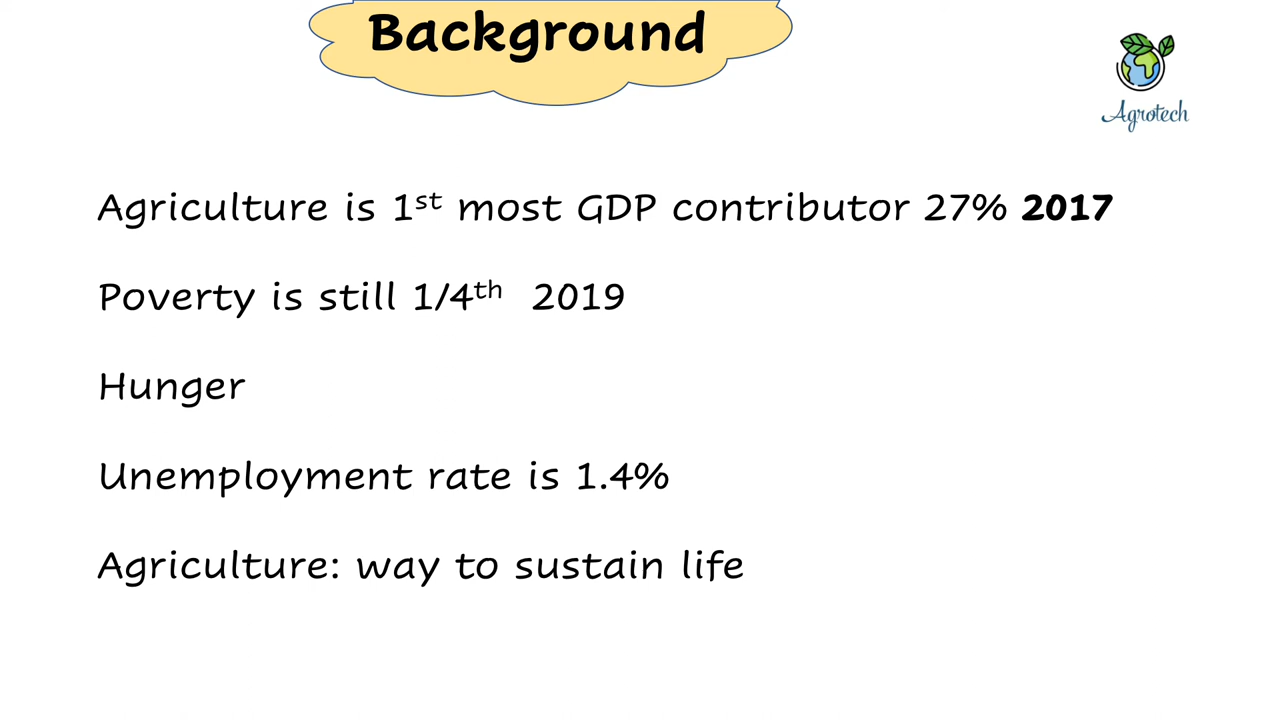 Background
Agrotech
Agriculture is 1st most GDP contributor 27% 2017
Poverty is still 1/4th 2019
Hunger
Unemployment rate is 1.4%
Agriculture: way to sustain life